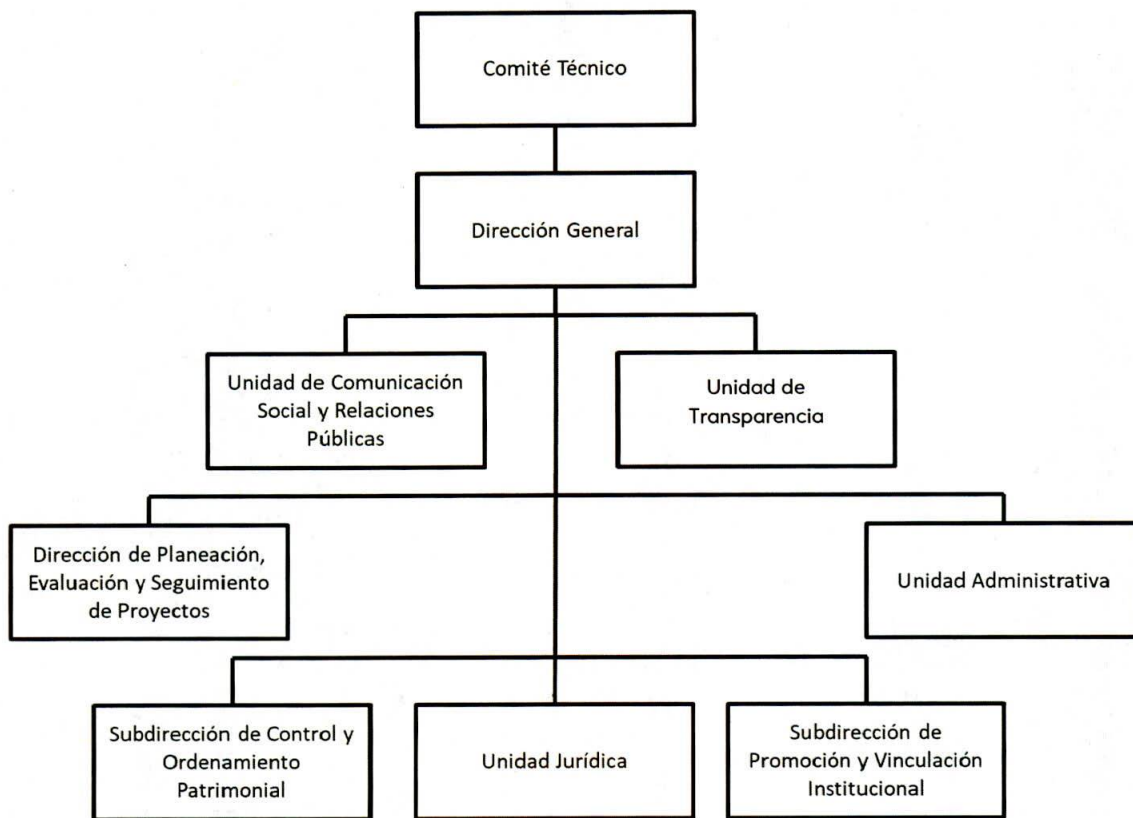 Comité Técnico
Dirección General
Unidad de Comunicación
Social y Relaciones
Públicas
Unidad de
Transparencia
Dirección de Planeación,
Evaluación y Seguimiento
de Proyectos
Unidad Administrativa
Subdirección de Control y
Ordenamiento
Patrimonial
Unidad Jurídica
Subdirección de
Promoción y Vinculación
Institucional